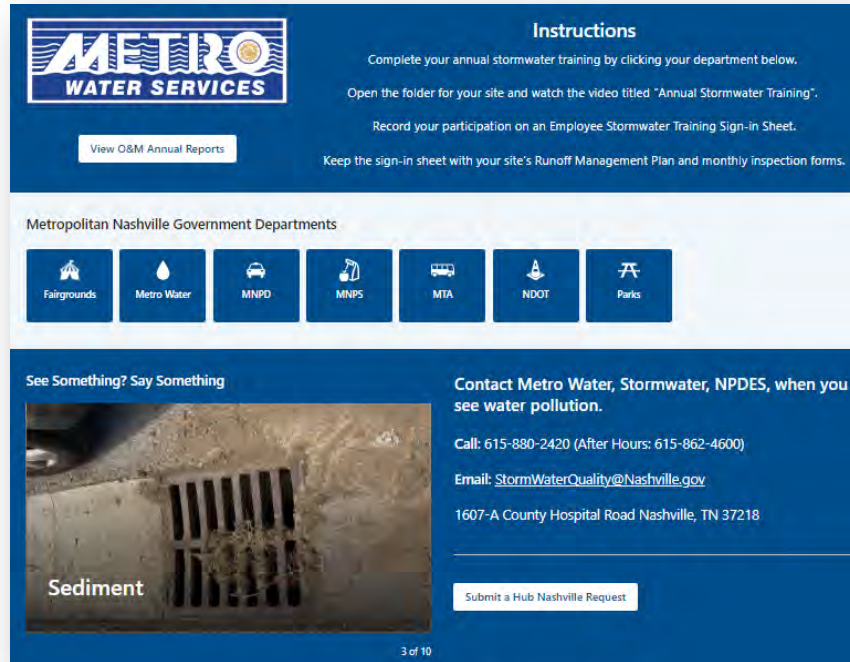 METRO
WATER SERVICES
View O&M Annual Reports
Instructions
Complete your annual stormwater training by clicking your department below.
Open the folder for your site and watch the video titled "Annual Stormwater Training".
Record your participation on an Employee Stormwater Training Sign-in Sheet.
Keep the sign-in sheet with your site's Runoff Management Plan and monthly inspection forms.
Metropolitan Nashville Government Departments
Fairgrounds
Metro Water
MNPD
MNPS
MTA
NDOT
Parks
See Something? Say Something
Sediment
3 of 10
Contact Metro Water, Stormwater, NPDES, when you
see water pollution.
Call: 615-880-2420 (After Hours: 615-862-4600)
Email: StormWaterQuality@Nashville.gov
1607-A County Hospital Road Nashville, TN 37218
Submit a Hub Nashville Request